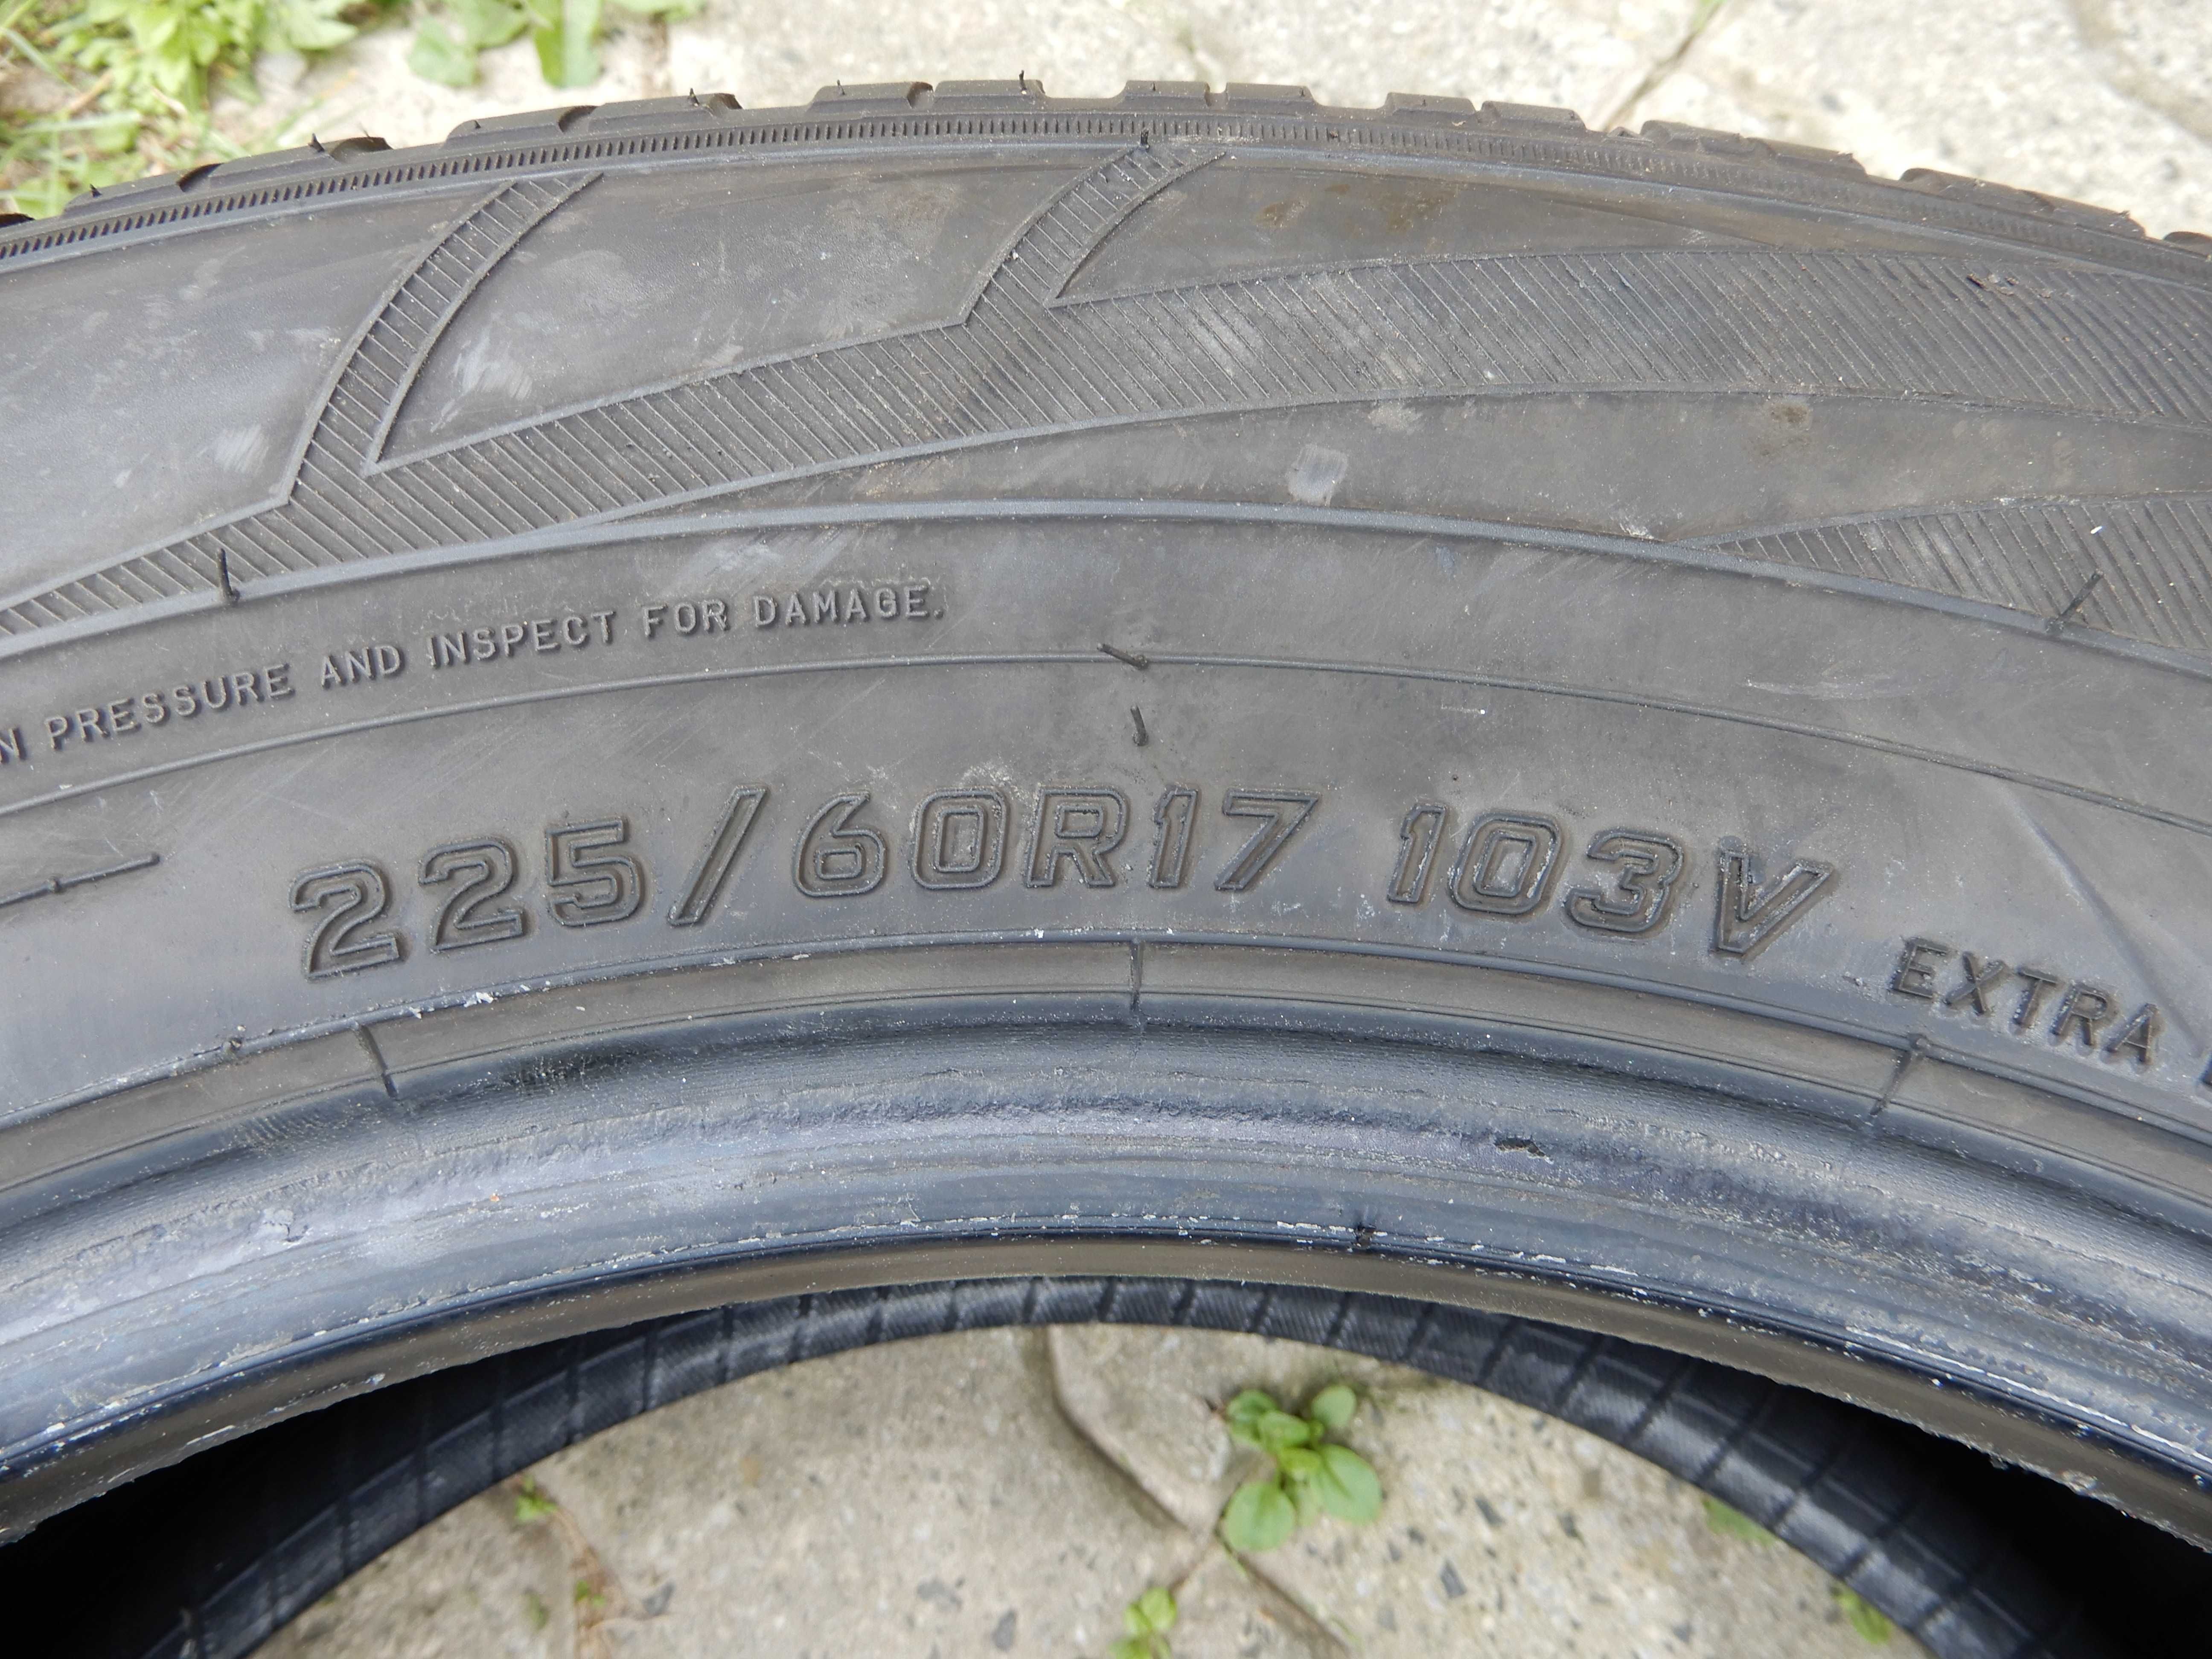 N PRESSURE AND INSPECT FOR DAMAGE.
225/60R17 103V
EXTRA